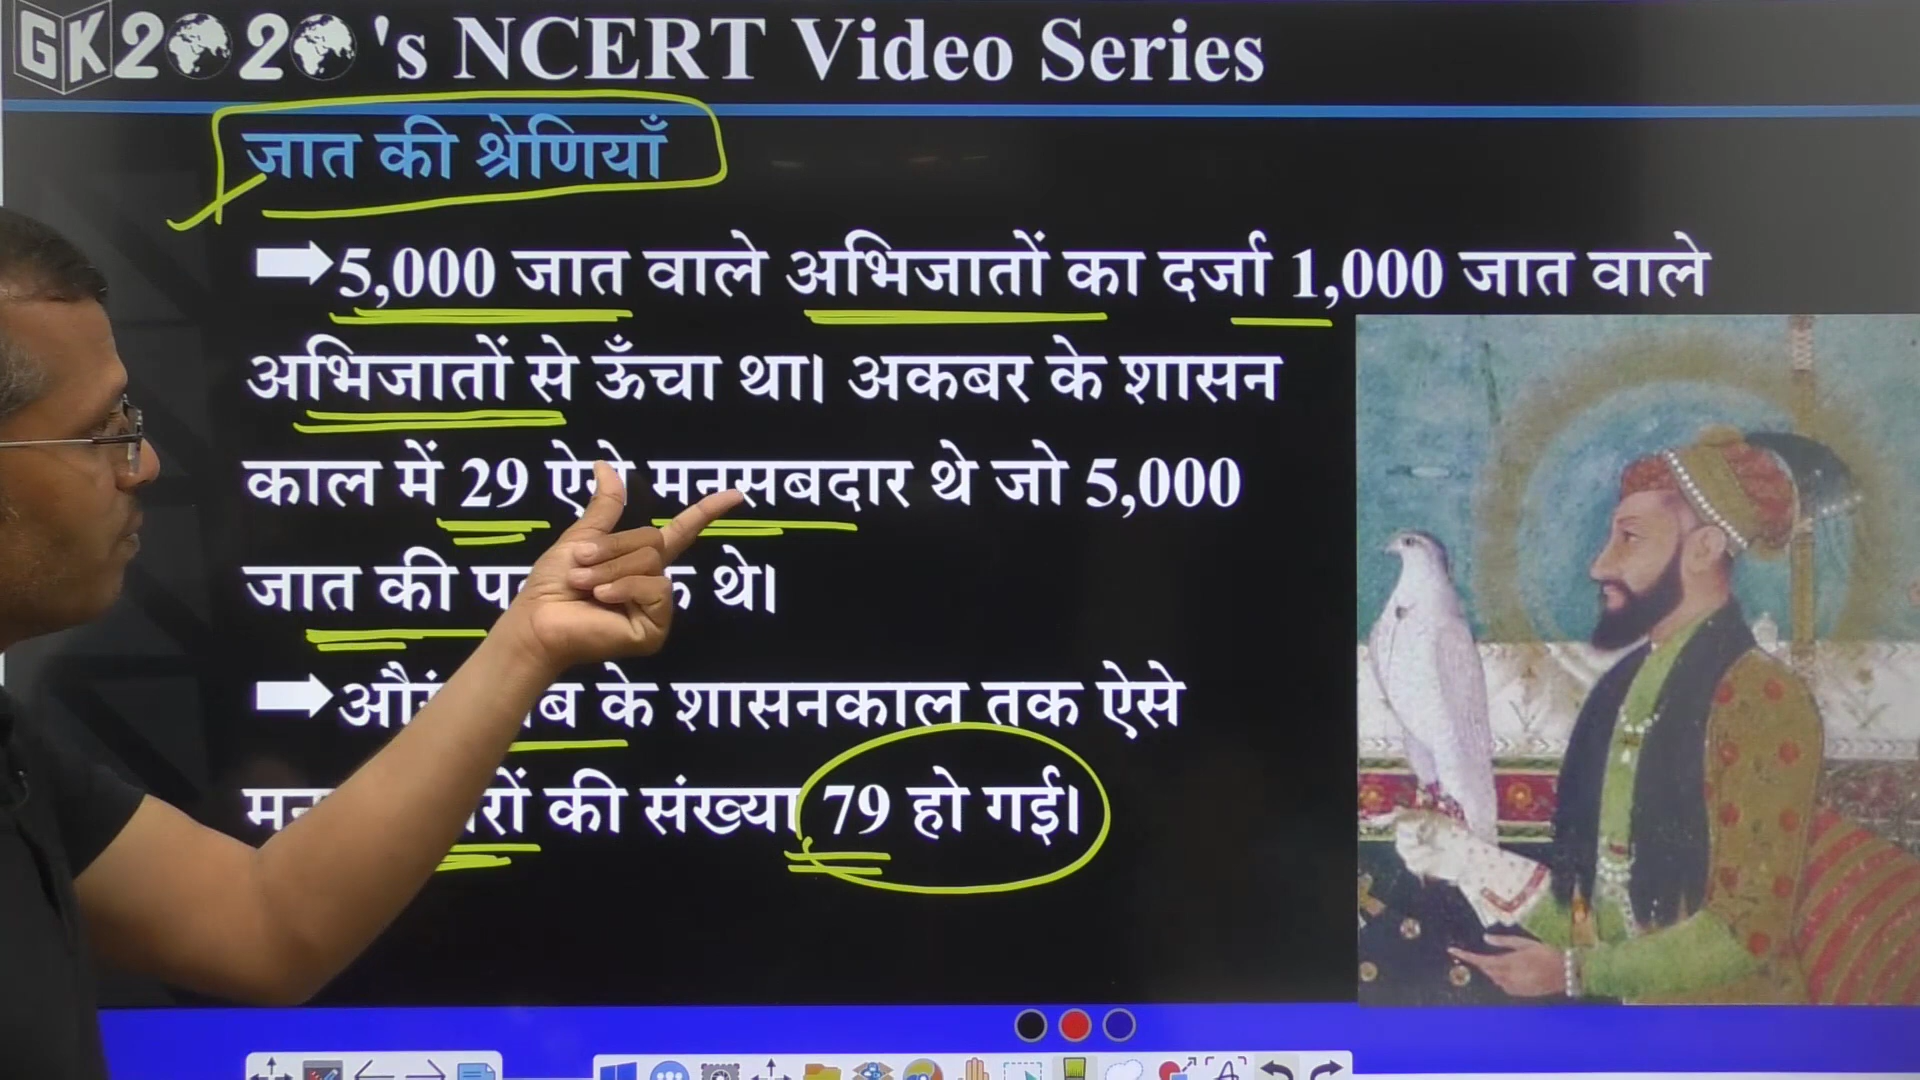 GK2020's NCERT Video Series
जात की श्रेणियाँ
5,000 जात वाले अभिजातों का दर्जा 1,000 जात वाले
अभिजातों से ऊँचा था। अकबर के शासन
काल में 29 मनसबदार थे जो 5,000
जात की थे।
के शासनकाल तक ऐसे
की संख्या 79 हो गई।